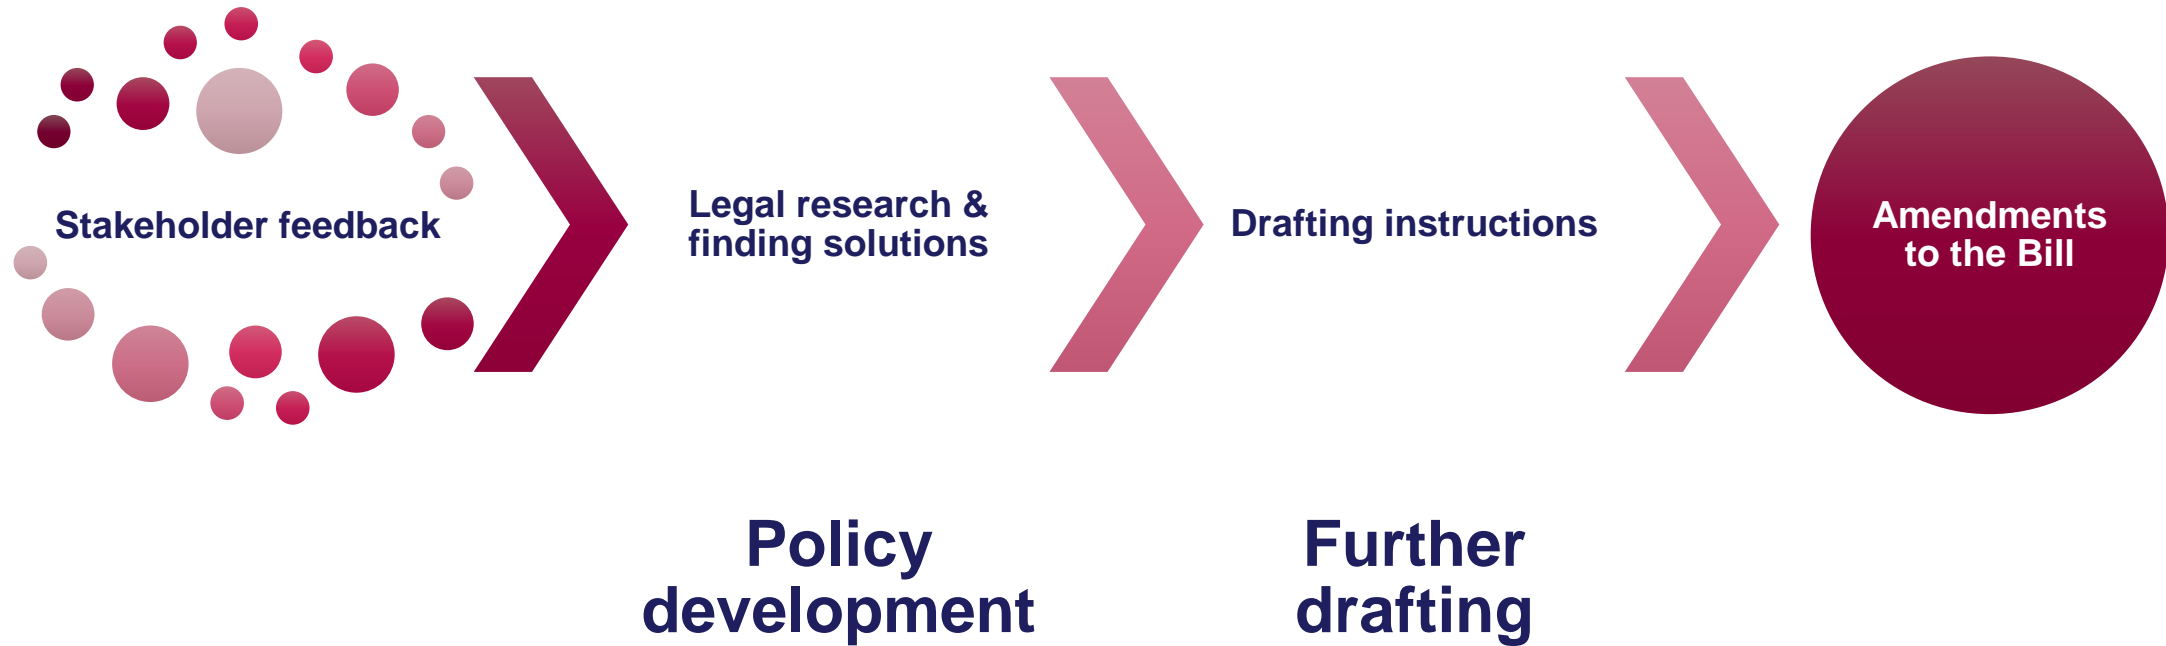 Stakeholder feedback
Legal research &
finding solutions
Drafting instructions
Amendments
to the Bill
Policy
development
Further
drafting